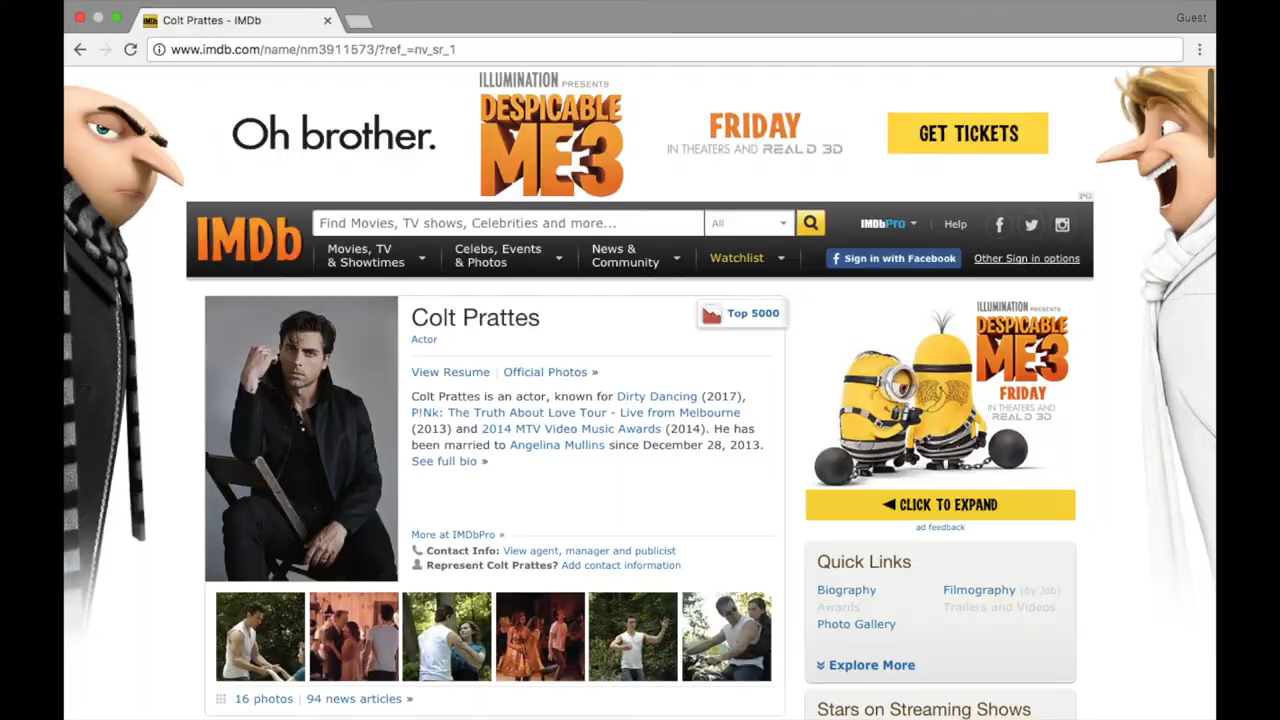 Colt Prattes - IMDb
Guest
www.imdb.com/name/nm3911573/?ref_=nv_sr_1
ILLUMINATION PRESENTS
Oh brother.
DESPICABLE
ME3
FRIDAY
IN THEATERS AND REAL D 3D
GET TICKETS
PG
IMDb
Find Movies, TV shows, Celebrities and more...
All
IMDbPro
Help
Movies, TV
& Showtimes
Celebs, Events
& Photos
News &
Community
Watchlist
Sign in with Facebook
Other Sign in options
Colt Prattes
Top 5000
Actor
View Resume | Official Photos »
Colt Prattes is an actor, known for Dirty Dancing (2017),
P!Nk: The Truth About Love Tour - Live from Melbourne
(2013) and 2014 MTV Video Music Awards (2014). He has
been married to Angelina Mullins since December 28, 2013.
See full bio »
More at IMDbPro »
Contact Info: View agent, manager and publicist
Represent Colt Prattes? Add contact information
16 photos | 94 news articles »
ILLUMINATION PRESENTS
DESPICABLE
ME3
FRIDAY
IN THEATERS AND
REAL D 3D
CLICK TO EXPAND
ad feedback
Quick Links
Biography
Filmography (by Job)
Awards
Trailers and Videos
Photo Gallery
Explore More
Stars on Streaming Shows